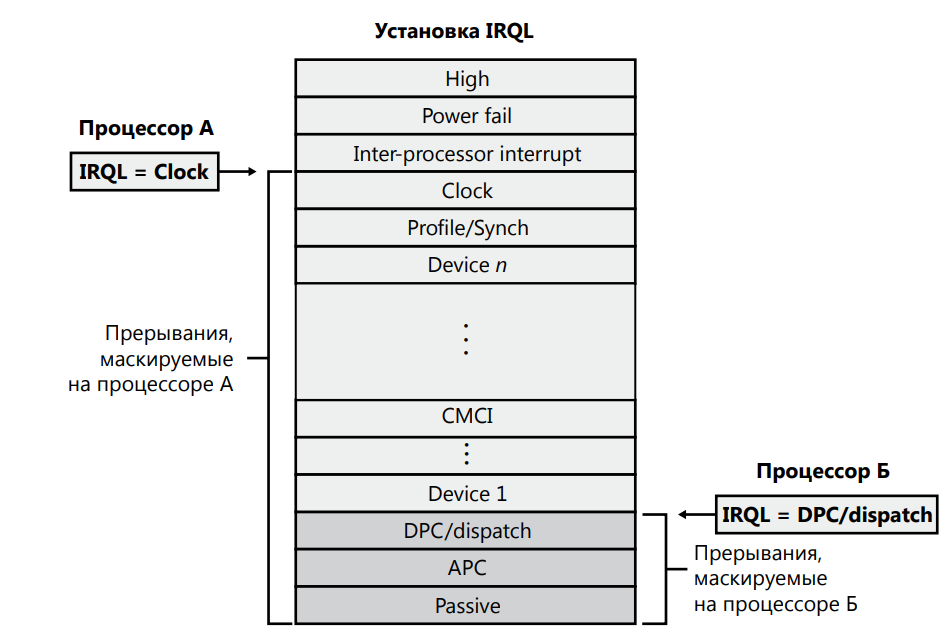 Установка IRQL
High
Power fail
Inter-processor interrupt
Clock
Profile/Synch
Device n
CMCI
Device 1
DPC/dispatch
APC
Passive
Процессор А
IRQL = Clock
Прерывания,
маскируемые
на процессоре А
Процессор Б
IRQL = DPC/dispatch
Прерывания,
маскируемые
на процессоре Б